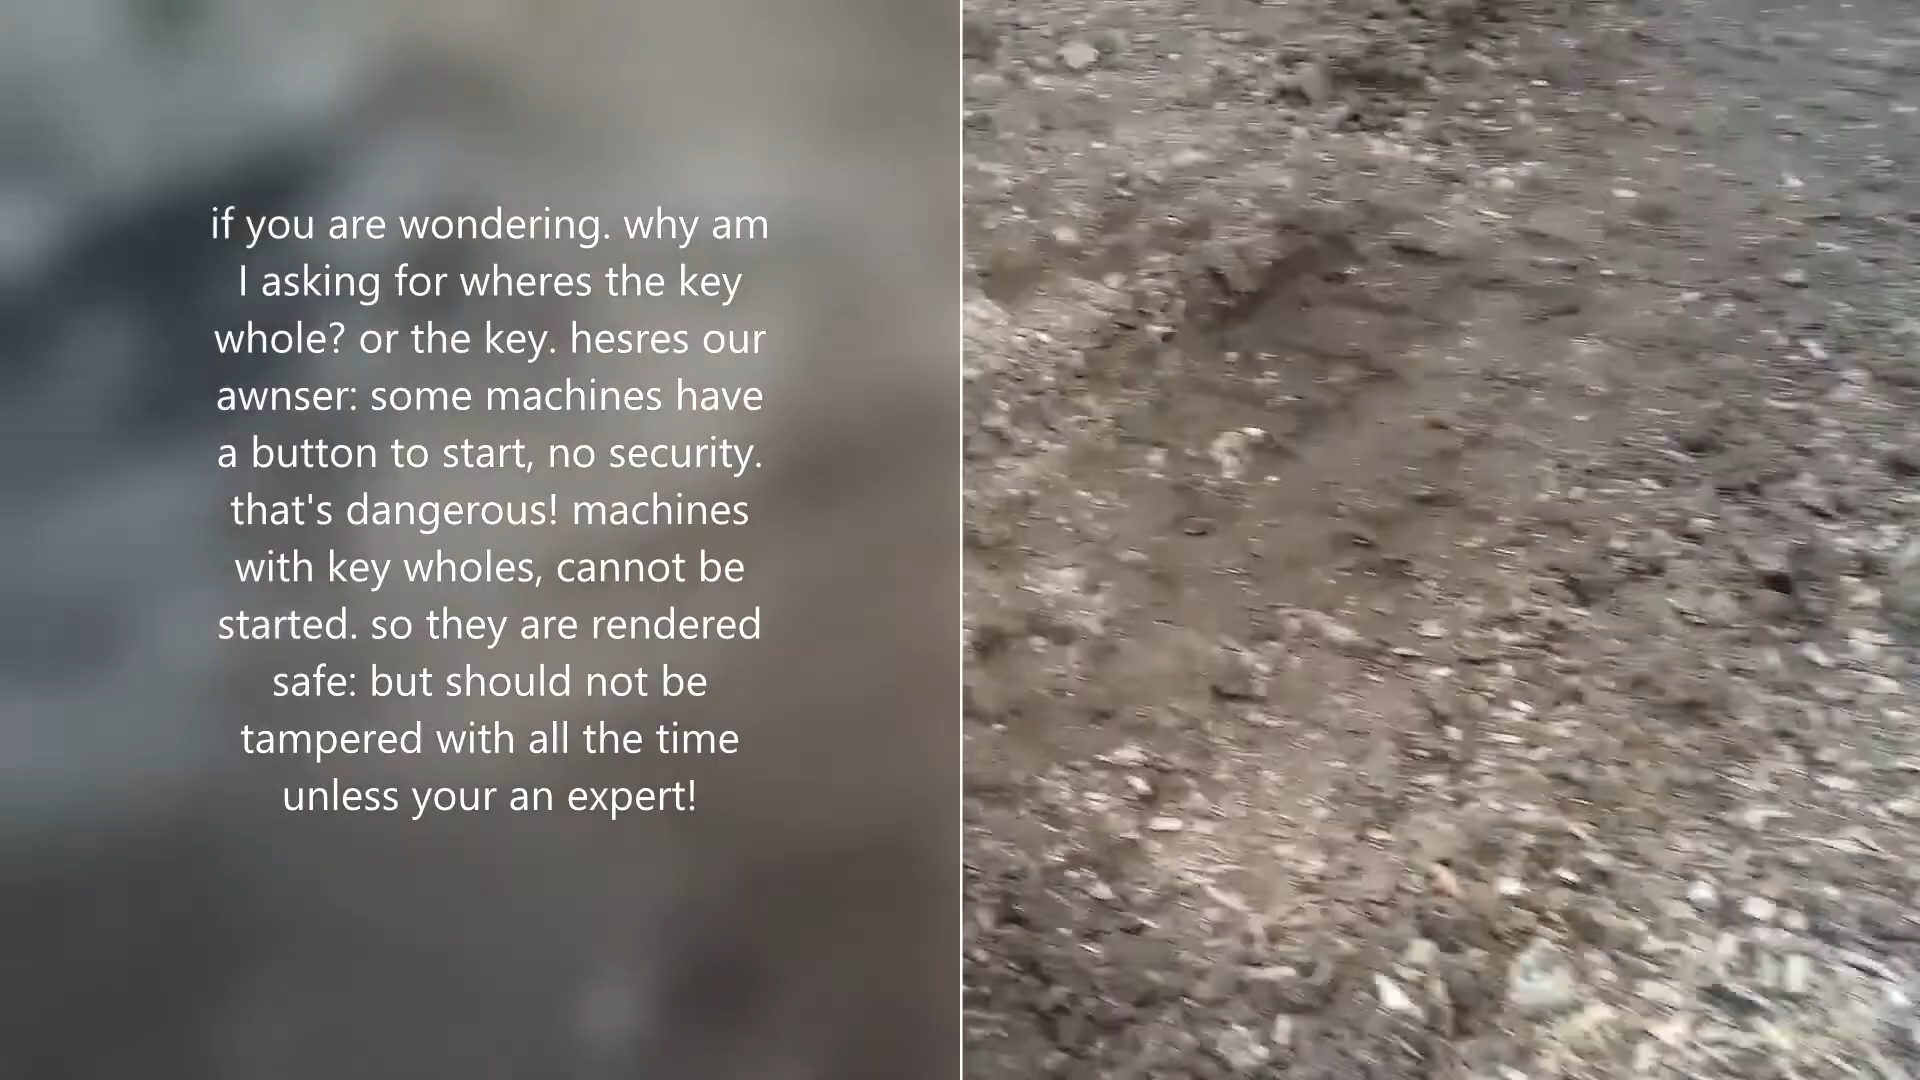 if you are wondering. why am
I asking for wheres the key
whole? or the key. hesres our
awnser: some machines have
a button to start, no security.
that's dangerous! machines
with key wholes, cannot be
started. so they are rendered
safe: but should not be
tampered with all the time
unless your an expert!